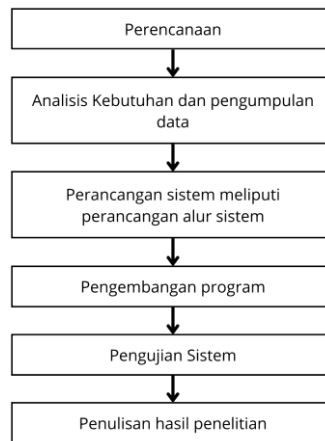 Perencanaan
Analisis Kebutuhan dan pengumpulan
data
Perancangan sistem meliputi
perancangan alur sistem
Pengembangan program
Pengujian Sistem
Penulisan hasil penelitian